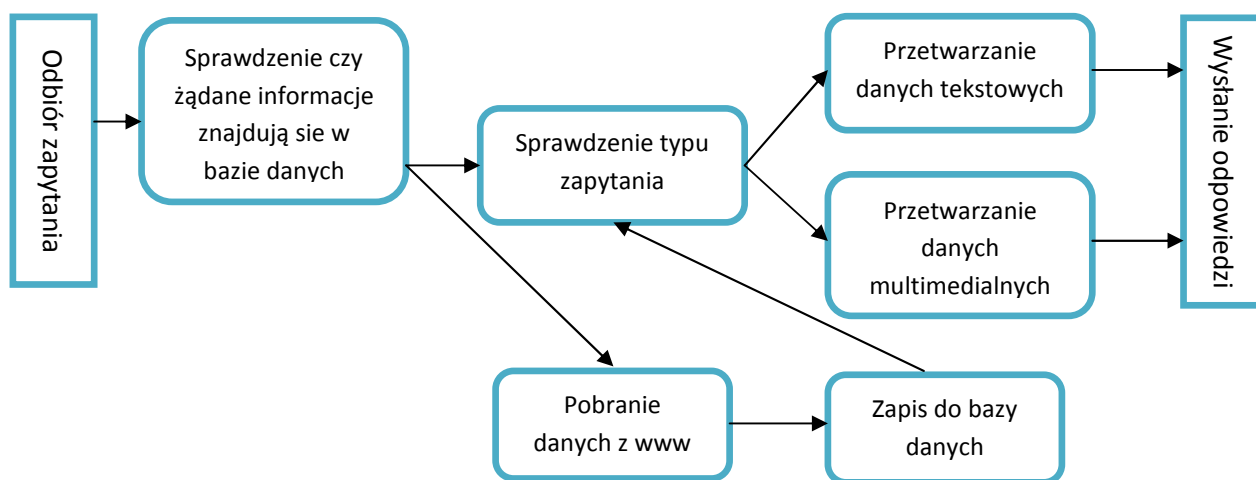 Odbiór zapytania
Sprawdzenie czy
żądane informacje
znajdują sie w
bazie danych
Sprawdzenie typu
zapytania
Przetwarzanie
danych tekstowych
Przetwarzanie
danych
multimedialnych
Wysłanie odpowiedzi
Pobranie
danych z www
Zapis do bazy
danych